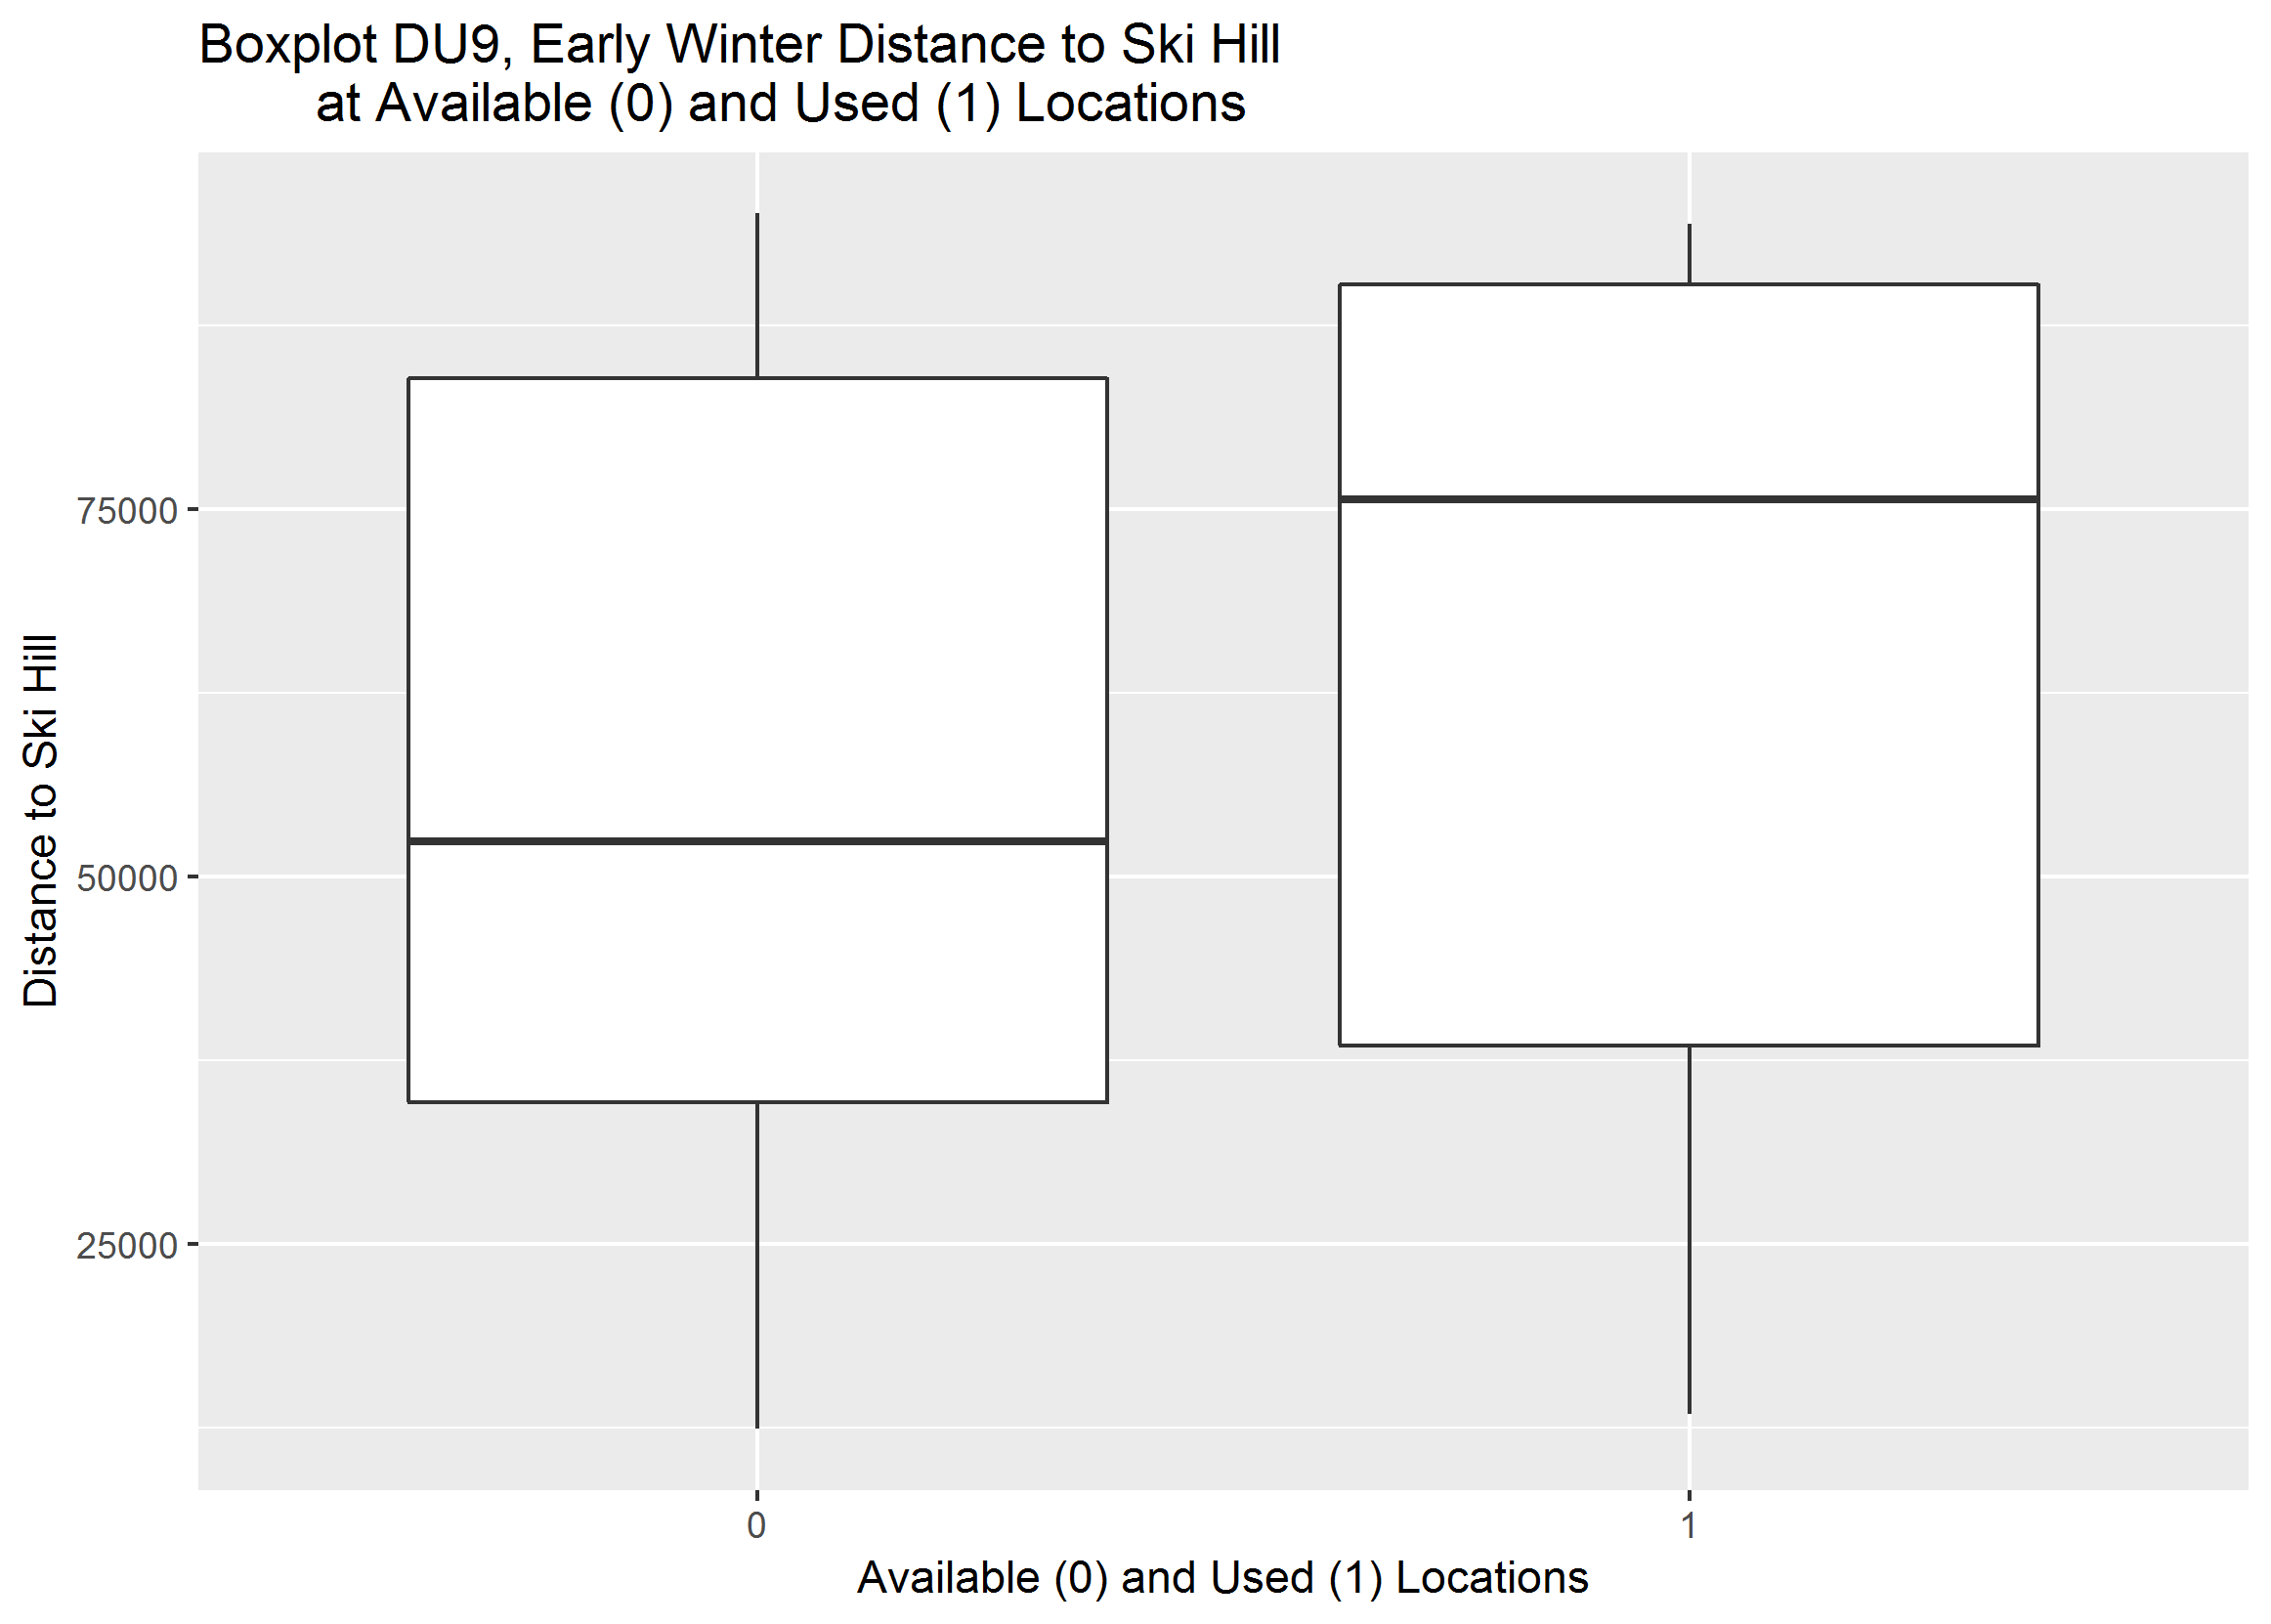 Boxplot DU9, Early Winter Distance to Ski Hill
at Available (0) and Used (1) Locations
Distance to Ski Hill
75000
50000
25000
0
1
Available (0) and Used (1) Locations